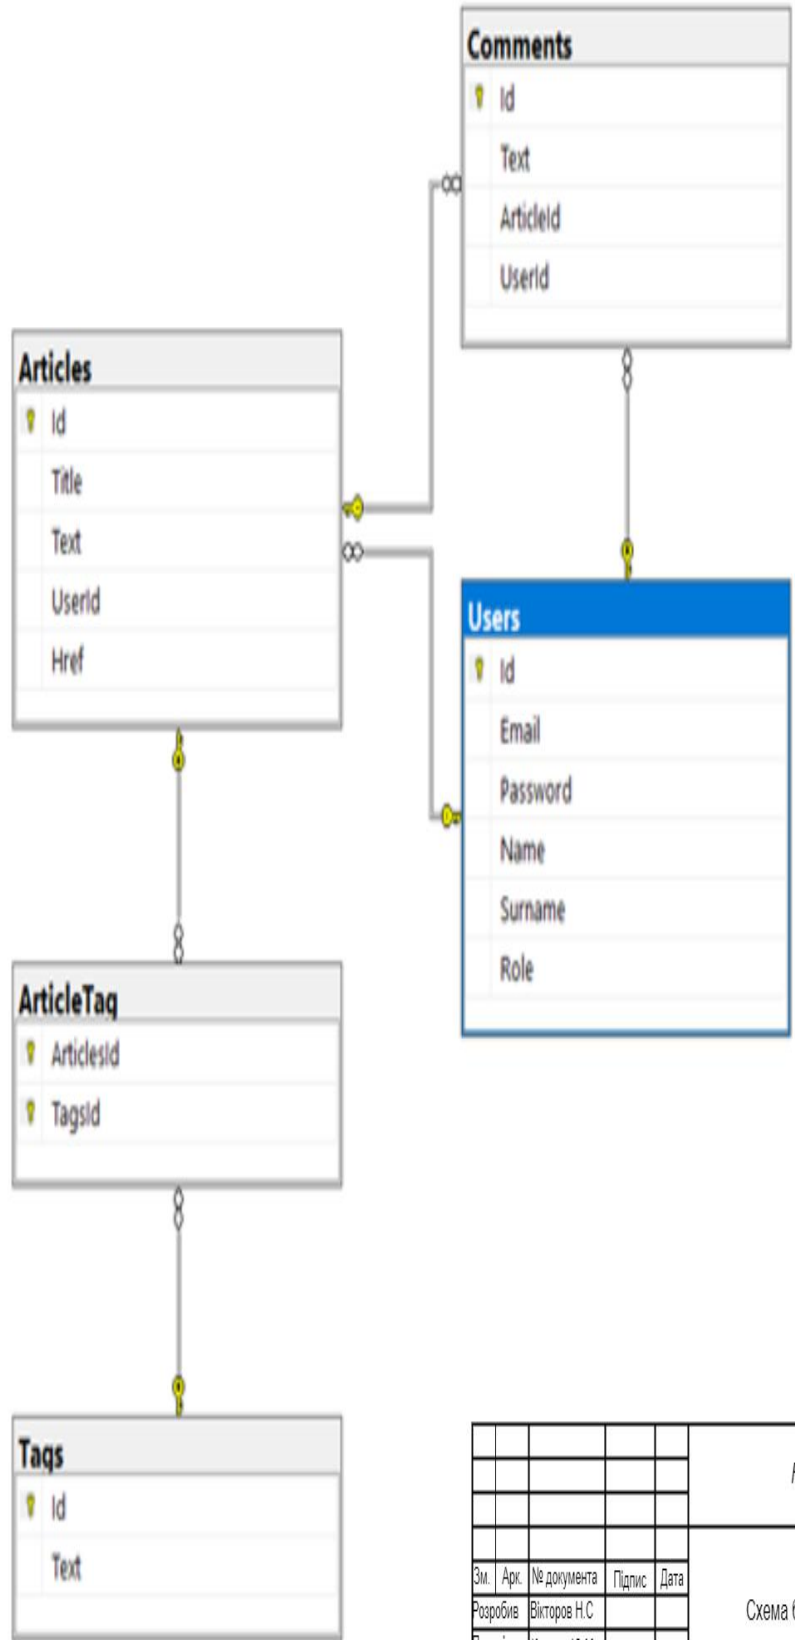 Comments
Id
Text
ArticleId
UserId
Articles
Id
Title
Text
UserId
Href
Users
Id
Email
Password
Name
Surname
Role
ArticleTag
ArticlesId
TagsId
Tags
Id
Text
Зм. Арк. № документа Підпис Дата
Розробив Вікторов Н.С
Схема